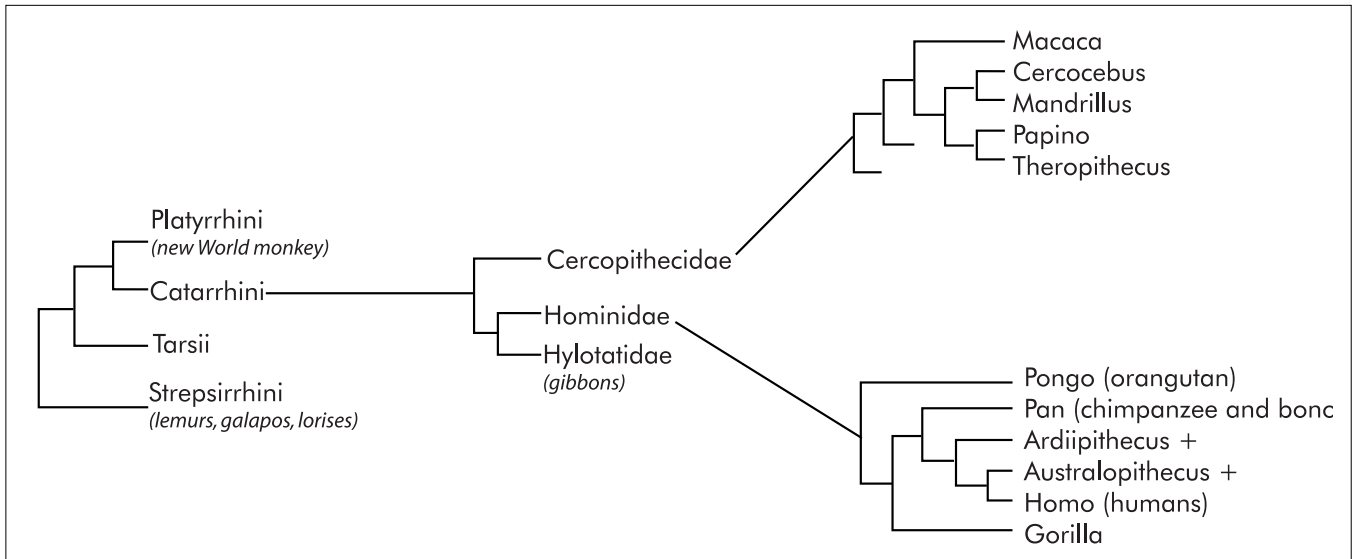 Macaca
Cercocebus
Mandrillus
Papino
Theropithecus
Platyrrhini
(new World monkey)
Catarrhini
Tarsii
Strepsirrhini
(lemurs, galapos, lorises)
Cercopithecidae
Hominidae
Hylotatidae
(gibbons)
Pongo (orangutan)
Pan (chimpanzee and bonc
Ardiipithecus +
Australopithecus +
Homo (humans)
Gorilla